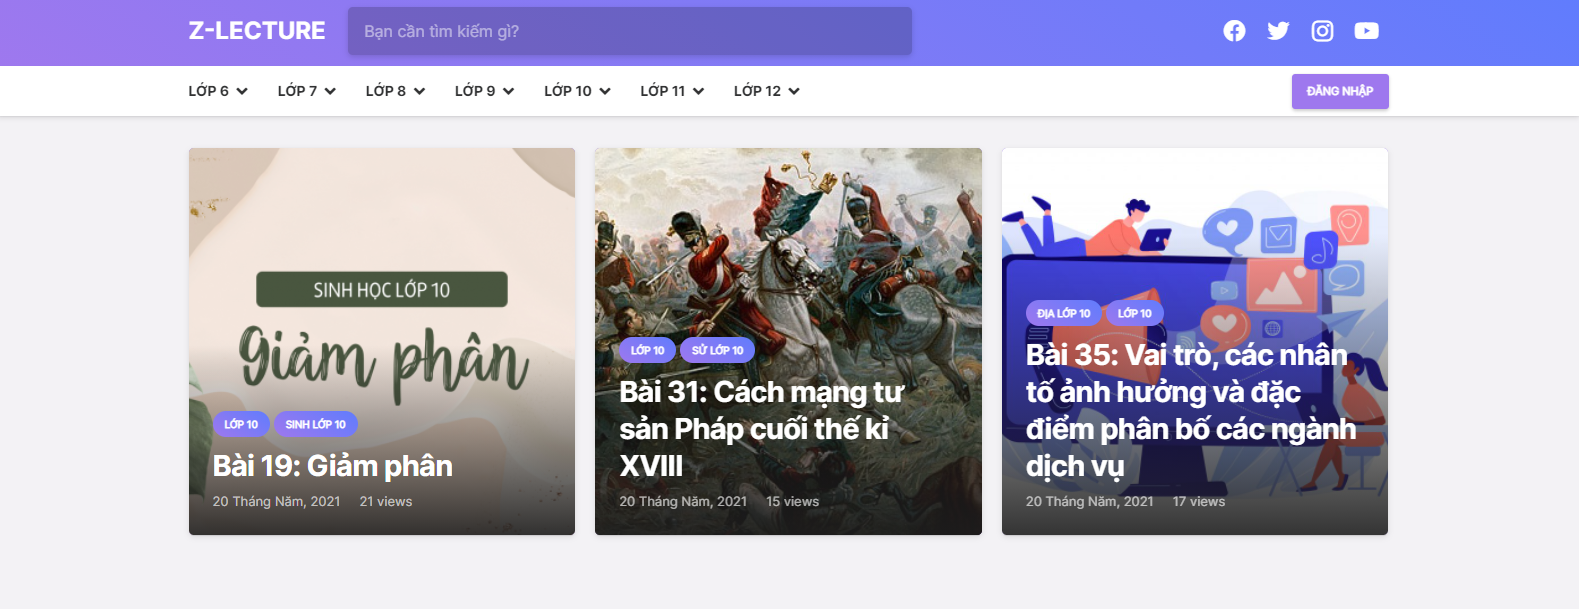 Z-LECTURE
Bạn cần tìm kiếm gì?
LỚP 6 LỚP 7 LỚP 8 LỚP 9 LỚP 10 LỚP 11 LỚP 12
ĐĂNG NHẬP
SINH HỌC LỚP 10
Giảm phân
LỚP 10 SINH LỚP 10
Bài 19: Giảm phân
20 Tháng Năm, 2021 21 views
LỚP 10 SỬ LỚP 10
Bài 31: Cách mạng tư
sản Pháp cuối thế kỉ
XVIII
20 Tháng Năm, 2021 15 views
ĐỊA LỚP 10 LỚP 10
Bài 35: Vai trò, các nhân
tố ảnh hưởng và đặc
điểm phân bố các ngành
dịch vụ
20 Tháng Năm, 2021 17 views